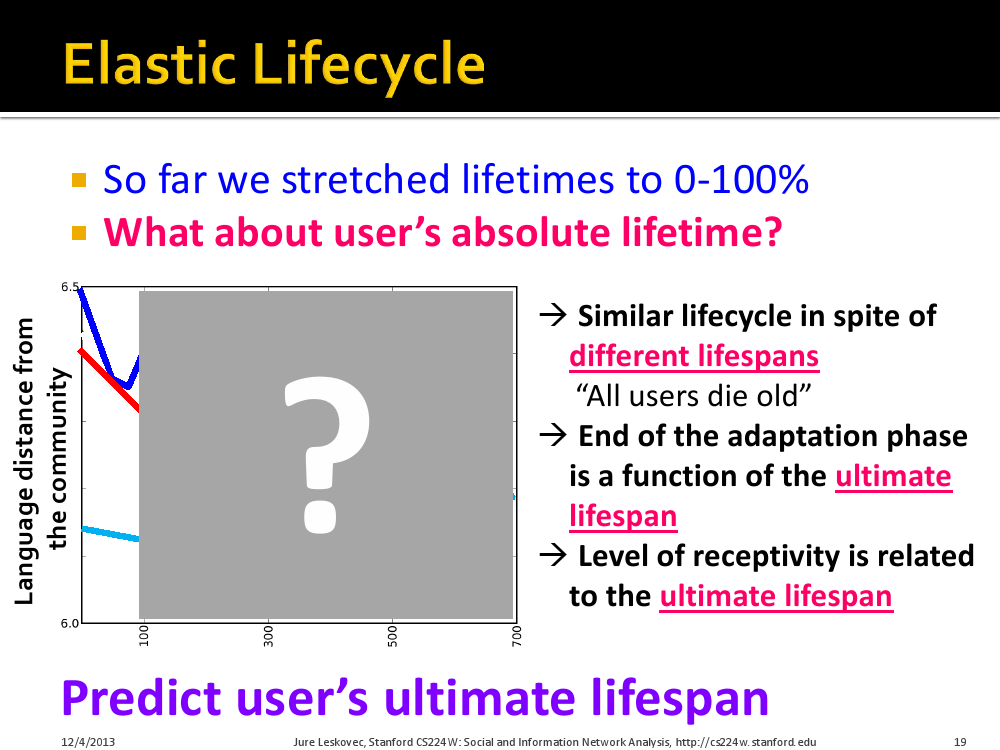 Elastic Lifecycle
So far we stretched lifetimes to 0-100%
What about user’s absolute lifetime?
Language distance from
the community
6.5
6.0
100
300
500
700
?
→ Similar lifecycle in spite of
different lifespans
“All users die old”
→ End of the adaptation phase
is a function of the ultimate
lifespan
→ Level of receptivity is related
to the ultimate lifespan
Predict user’s ultimate lifespan
12/4/2013
Jure Leskovec, Stanford CS224W: Social and Information Network Analysis, http://cs224w.stanford.edu
19